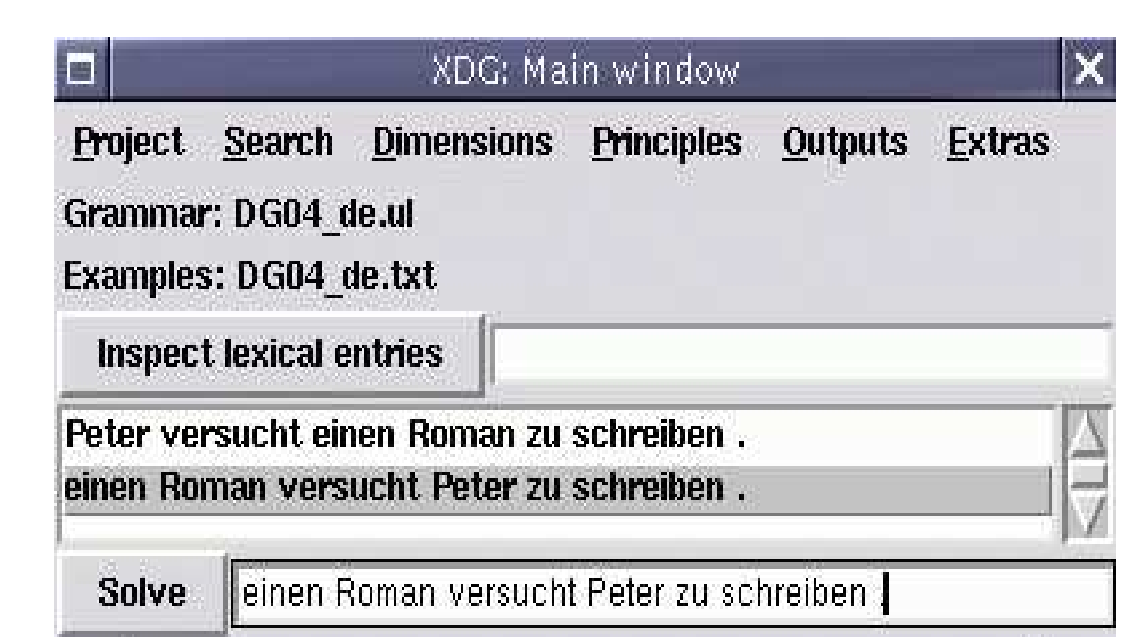 XDG: Main window
Project Search Dimensions Principles Outputs Extras
Grammar: DG04_de.ul
Examples: DG04_de.txt
Inspect lexical entries
Peter versucht einen Roman zu schreiben .
einen Roman versucht Peter zu schreiben .
Solve einen Roman versucht Peter zu schreiben .